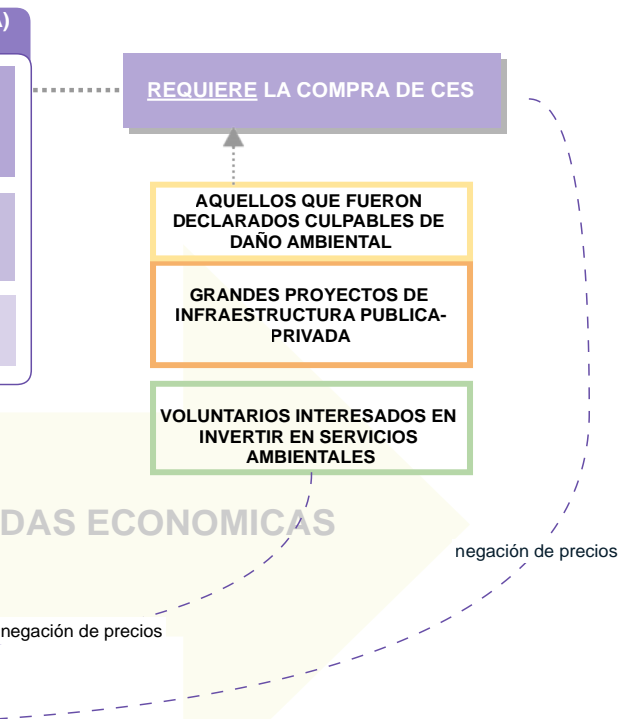 A)
REQUIERE LA COMPRA DE CES
AQUELLOS QUE FUERON
DECLARADOS CULPABLES DE
DAÑO AMBIENTAL
GRANDES PROYECTOS DE
INFRAESTRUCTURA PUBLICA-
PRIVADA
VOLUNTARIOS INTERESADOS EN
INVERTIR EN SERVICIOS
AMBIENTALES
DAS ECONOMICAS
negación de precios
negación de precios